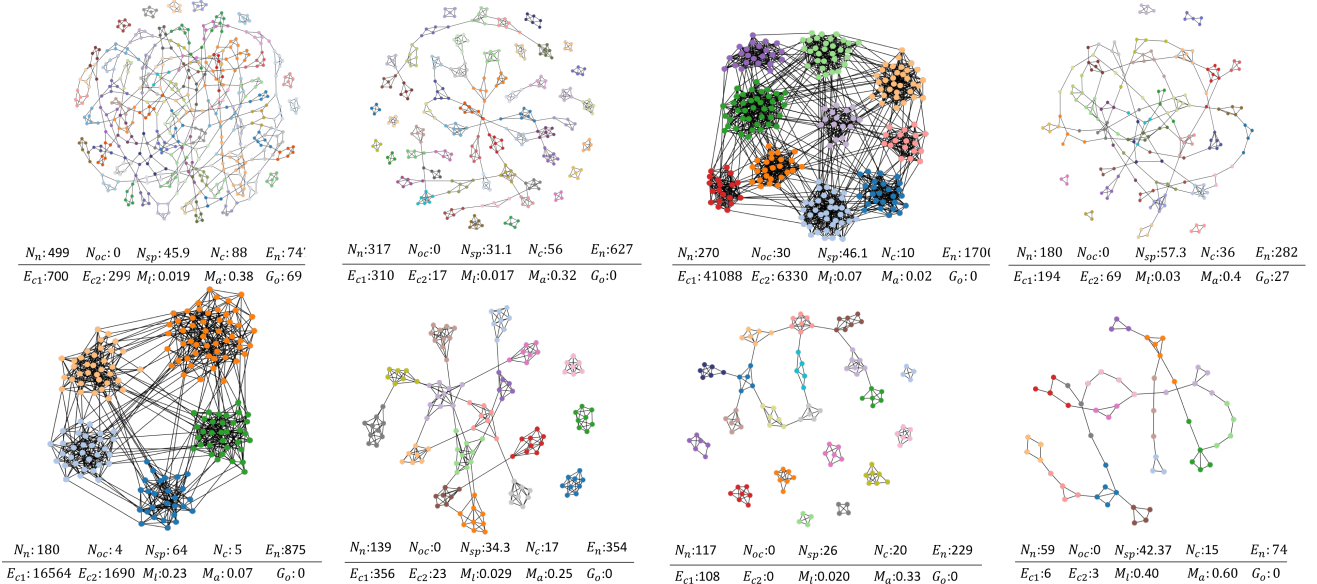 N_n:499 N_oc:0 N_sp:45.9 N_c:88 E_n:74
E_c1:700 E_c2:299 M_l:0.019 M_a:0.38 G_o:69
N_n:317 N_oc:0 N_sp:31.1 N_c:56 E_n:627
E_c1:310 E_c2:17 M_l:0.017 M_a:0.32 G_o:0
N_n:270 N_oc:30 N_sp:46.1 N_c:10 E_n:1700
E_c1:41088 E_c2:6330 M_l:0.07 M_a:0.02 G_o:0
N_n:180 N_oc:0 N_sp:57.3 N_c:36 E_n:282
E_c1:194 E_c2:69 M_l:0.03 M_a:0.4 G_o:27
N_n:180 N_oc:4 N_sp:64 N_c:5 E_n:875
E_c1:16564 E_c2:1690 M_l:0.23 M_a:0.07 G_o:0
N_n:139 N_oc:0 N_sp:34.3 N_c:17 E_n:354
E_c1:356 E_c2:23 M_l:0.029 M_a:0.25 G_o:0
N_n:117 N_oc:0 N_sp:26 N_c:20 E_n:229
E_c1:108 E_c2:0 M_l:0.020 M_a:0.33 G_o:0
N_n:59 N_oc:0 N_sp:42.37 N_c:15 E_n:74
E_c1:6 E_c2:3 M_l:0.40 M_a:0.60 G_o:0